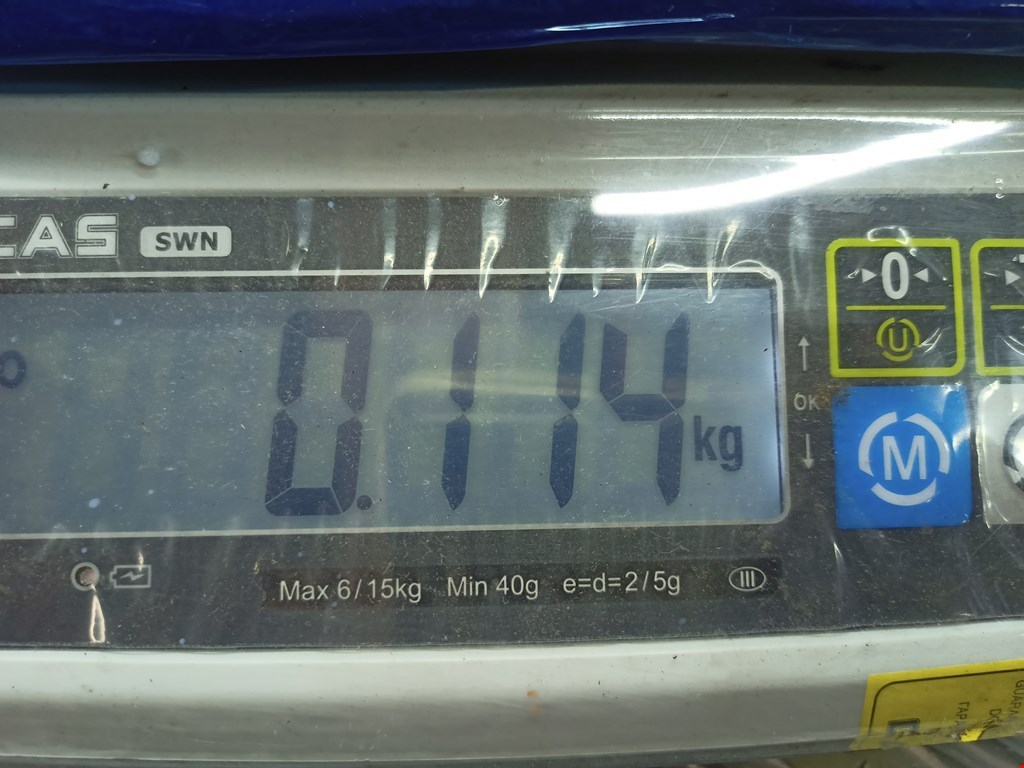 CAS SWN
0
U
0.114 kg
OK
M
Max 6/15kg Min 40g e=d=2/5g III